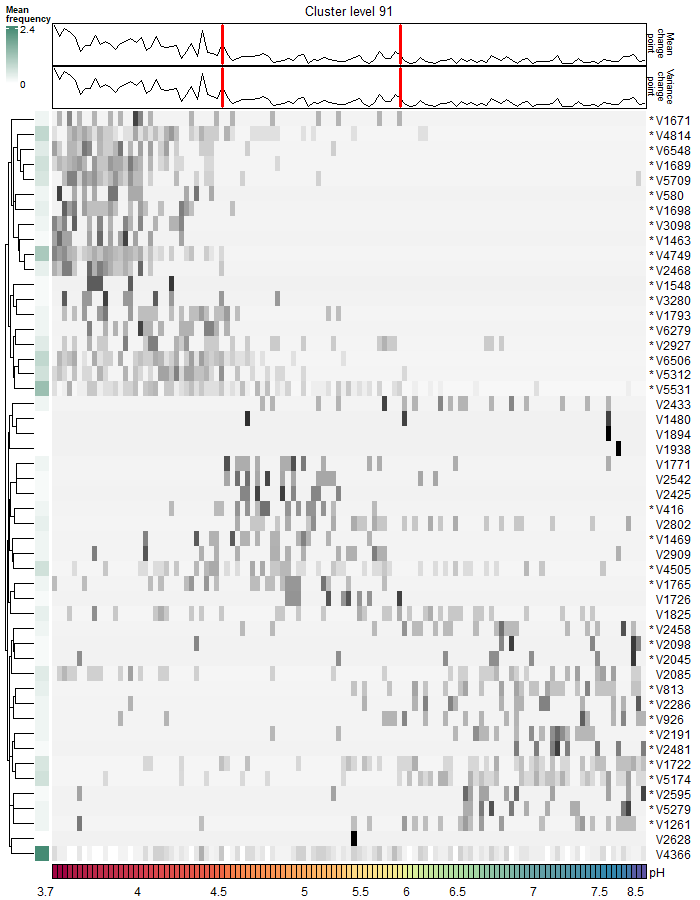 Mean
frequency
2.4
0
Cluster level 91
Mean
change
point
Variance
change
point
* V1671
* V4814
* V6548
* V1689
* V5709
* V580
* V1698
* V3098
* V1463
* V4749
* V2468
* V1548
* V3280
* V1793
* V6279
* V2927
* V6506
* V5312
* V5531
V2433
V1480
* V1894
V1938
V1771
V2542
V2425
* V416
V2802
* V1469
V2909
* V4505
* V1765
* V1726
V1825
* V2458
* V2098
* V2045
V2085
* V813
* V2286
* V926
* V2191
* V2481
* V1722
* V5174
* V2595
* V5279
* V1261
V2628
V4366
pH
3.7 4 4.5 5 5.5 6 6.5 7 7.5 8.5